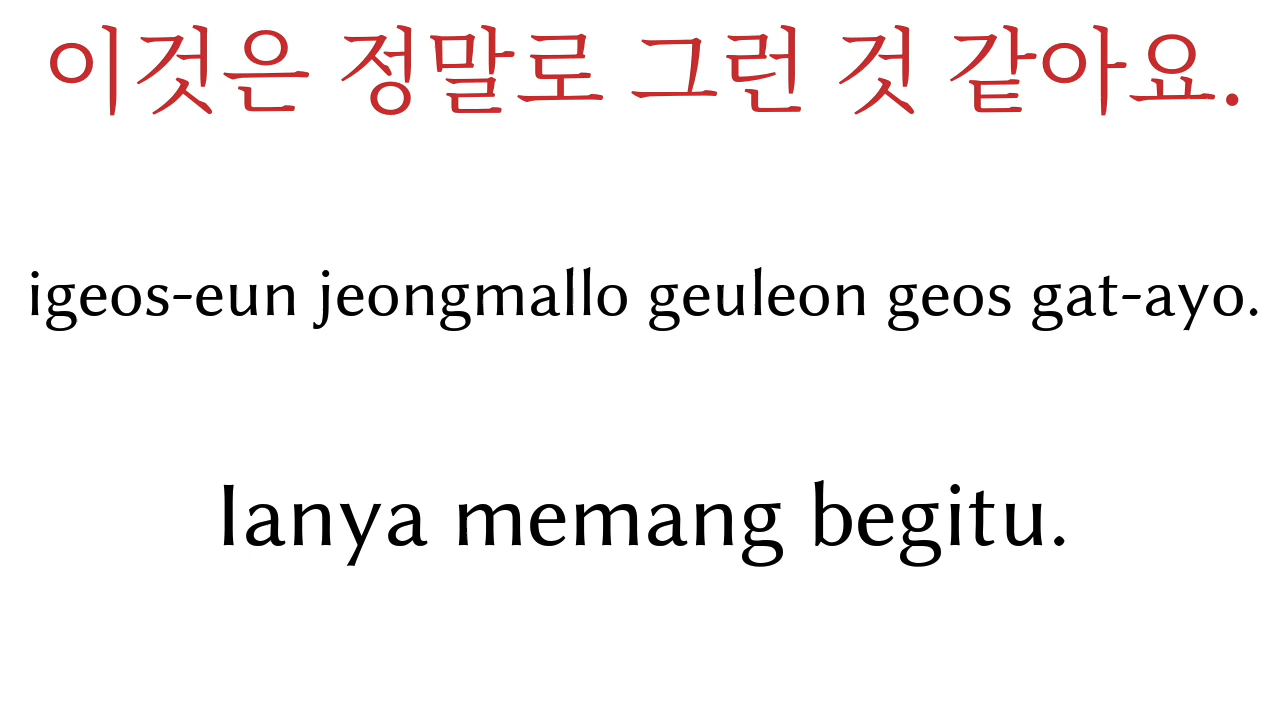 이것은 정말로 그런 것 같아요.
igeos-eun jeongmallo geuleon geos gat-ayo.
Ianya memang begitu.